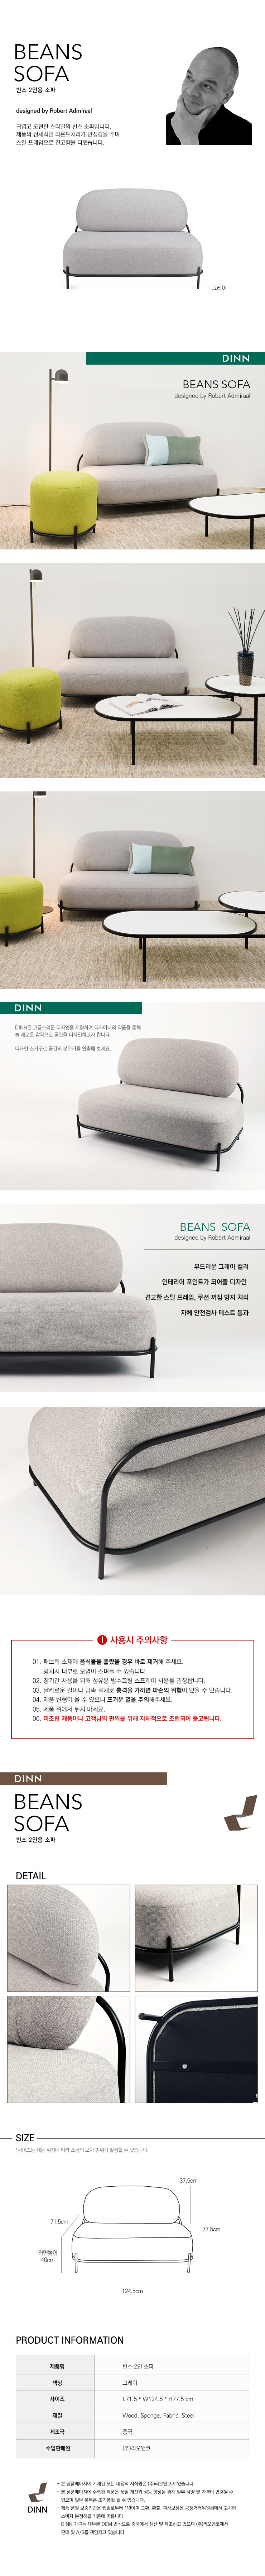 BEANS
SOFA
빈스 2인용 소파
designed by Robert Admiraal
귀엽고 모던한 스타일의 빈스 소파입니다.
제품의 전체적인 라운드처리가 안정감을 주며
스틸 프레임으로 견고함을 더했습니다.
- 그레이 -
DINN
BEANS SOFA
designed by Robert Admiraal
DINN
DINN은 고급스러운 디자인을 지향하며 디자이너의 작품을 통해
늘 새로운 감각으로 공간을 디자인하고자 합니다.
디자인 소가구로 공간의 분위기를 연출해 보세요.
BEANS SOFA
designed by Robert Admiraal
부드러운 그레이 컬러
인테리어 포인트가 되어줄 디자인
견고한 스틸 프레임, 쿠션 꺼짐 방지 처리
자체 안전검사 테스트 통과
! 사용시 주의사항
01. 패브릭 소재에 음식물을 흘렸을 경우 바로 제거해 주세요.
방치시 내부로 오염이 스며들 수 있습니다
02. 장기간 사용을 위해 섬유용 방수코팅 스프레이 사용을 권장합니다.
03. 날카로운 칼이나 금속 물체로 충격을 가하면 파손의 위험이 있을 수 있습니다.
04. 제품 변형이 올 수 있으니 뜨거운 열을 주의해주세요.
05. 제품 위에서 뛰지 마세요.
06. 미조립 제품이나 고객님의 편의를 위해 자체적으로 조립되어 출고됩니다.
DINN
BEANS
SOFA
빈스 2인용 소파
DETAIL
SIZE
*사이즈는 재는 위치에 따라 조금의 오차 범위가 발생할 수 있습니다.
37.5cm
71.5cm
77.5cm
좌면높이
40cm
124.5cm
PRODUCT INFORMATION
제품명 빈스 2인 소파
색상 그레이
사이즈 L71.5 * W124.5 * H77.5 cm
재질 Wood, Sponge, Fabric, Steel
제조국 중국
수입판매원 (주)리오엔코
DINN
- 본 상품페이지에 기재된 모든 내용의 저작권은 (주)리오엔코에 있습니다.
- 본 상품페이지에 수록된 제품은 품질 개선과 성능 향상을 위해 일부 사양 및 가격이 변경될 수
있으며 일부 품목은 조기품절 될 수 있습니다.
- 제품 품질 보증기간은 접일로부터 1년이며 교환, 환불, 피해보상은 공정거래위원회에서 고시한
소비자 분쟁해결 기준에 따릅니다.
- DINN 가구는 대부분 OEM 방식으로 중국에서 생산 및 제조하고 있으며 (주)리오엔코에서
판매 및 A/S를 책임지고 있습니다.